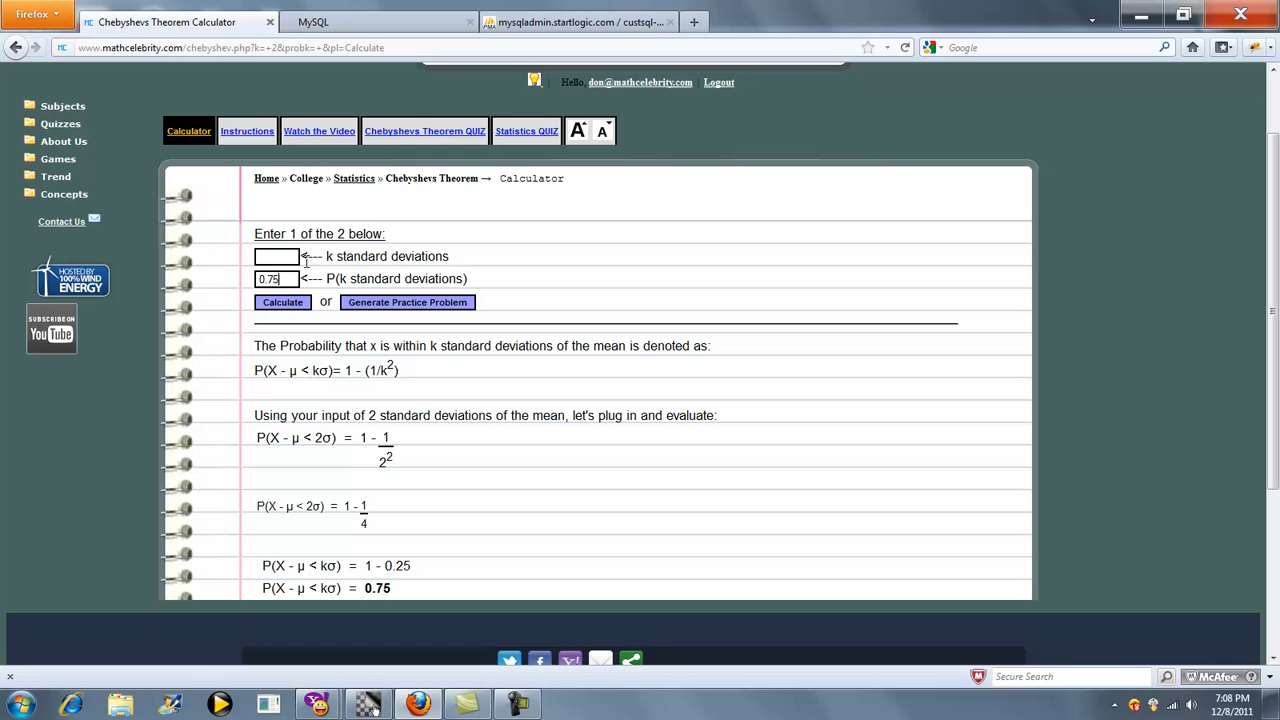 Firefox
Chebyshevs Theorem Calculator
MySQL
mysqladmin.startlogic.com / custsql-...
www.mathcelebrity.com/chebyshev.php?k=+2&probk=+&pl=Calculate
Google
Hello, don@mathcelebrity.com
Logout
Subjects
Quizzes
About Us
Games
Trend
Concepts
Contact Us
HOSTED BY
100% WIND
ENERGY
SUBSCRIBE ON
YouTube
Calculator
Instructions
Watch the Video
Chebyshevs Theorem QUIZ
Statistics QUIZ
A A
Home » College » Statistics » Chebyshevs Theorem → Calculator
Enter 1 of the 2 below:
<--- k standard deviations
0.75 <--- P(k standard deviations)
Calculate or Generate Practice Problem
The Probability that x is within k standard deviations of the mean is denoted as:
P(X - μ < kσ)= 1 - (1/k²)
Using your input of 2 standard deviations of the mean, let's plug in and evaluate:
P(X - μ < 2σ) = 1 - 1
2²
P(X - μ < 2σ) = 1 - 1
4
P(X - μ < kσ) = 1 - 0.25
P(X - μ < kσ) = 0.75
Secure Search
McAfee
7:08 PM
12/8/2011